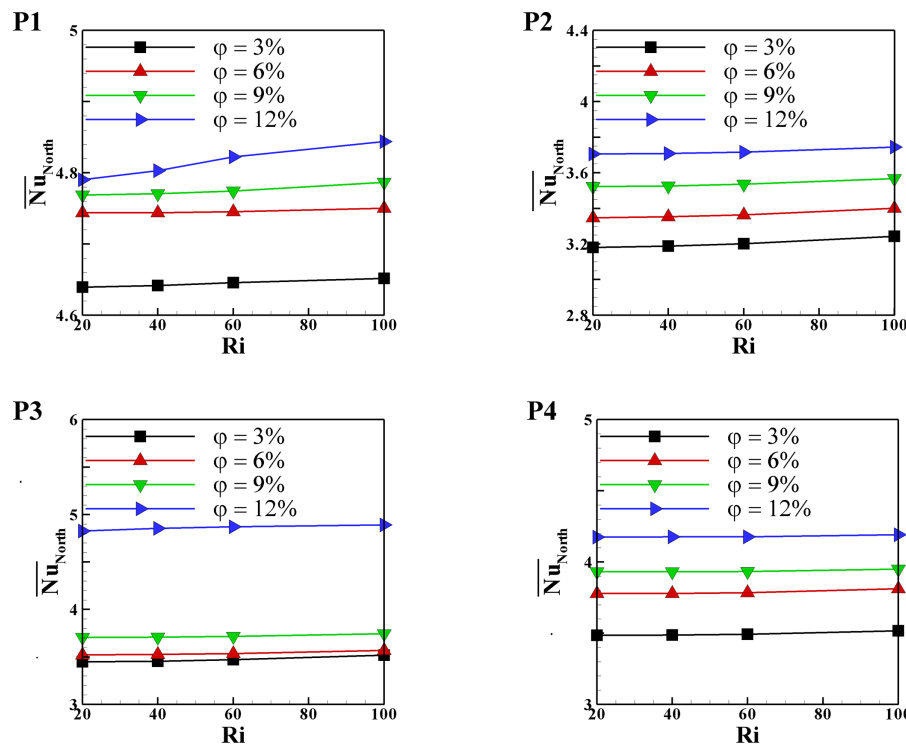 P1
5
φ = 3%
φ = 6%
φ = 9%
φ = 12%
4.8
4.6
Nu_North
20 40 60 80 100
Ri
P2
4.4
φ = 3%
φ = 6%
φ = 9%
φ = 12%
4
3.6
3.2
2.8
Nu_North
20 40 60 80 100
Ri
P3
6
φ = 3%
φ = 6%
φ = 9%
φ = 12%
5
4
3
Nu_North
20 40 60 80 100
Ri
P4
5
φ = 3%
φ = 6%
φ = 9%
φ = 12%
4
3
Nu_North
20 40 60 80 100
Ri